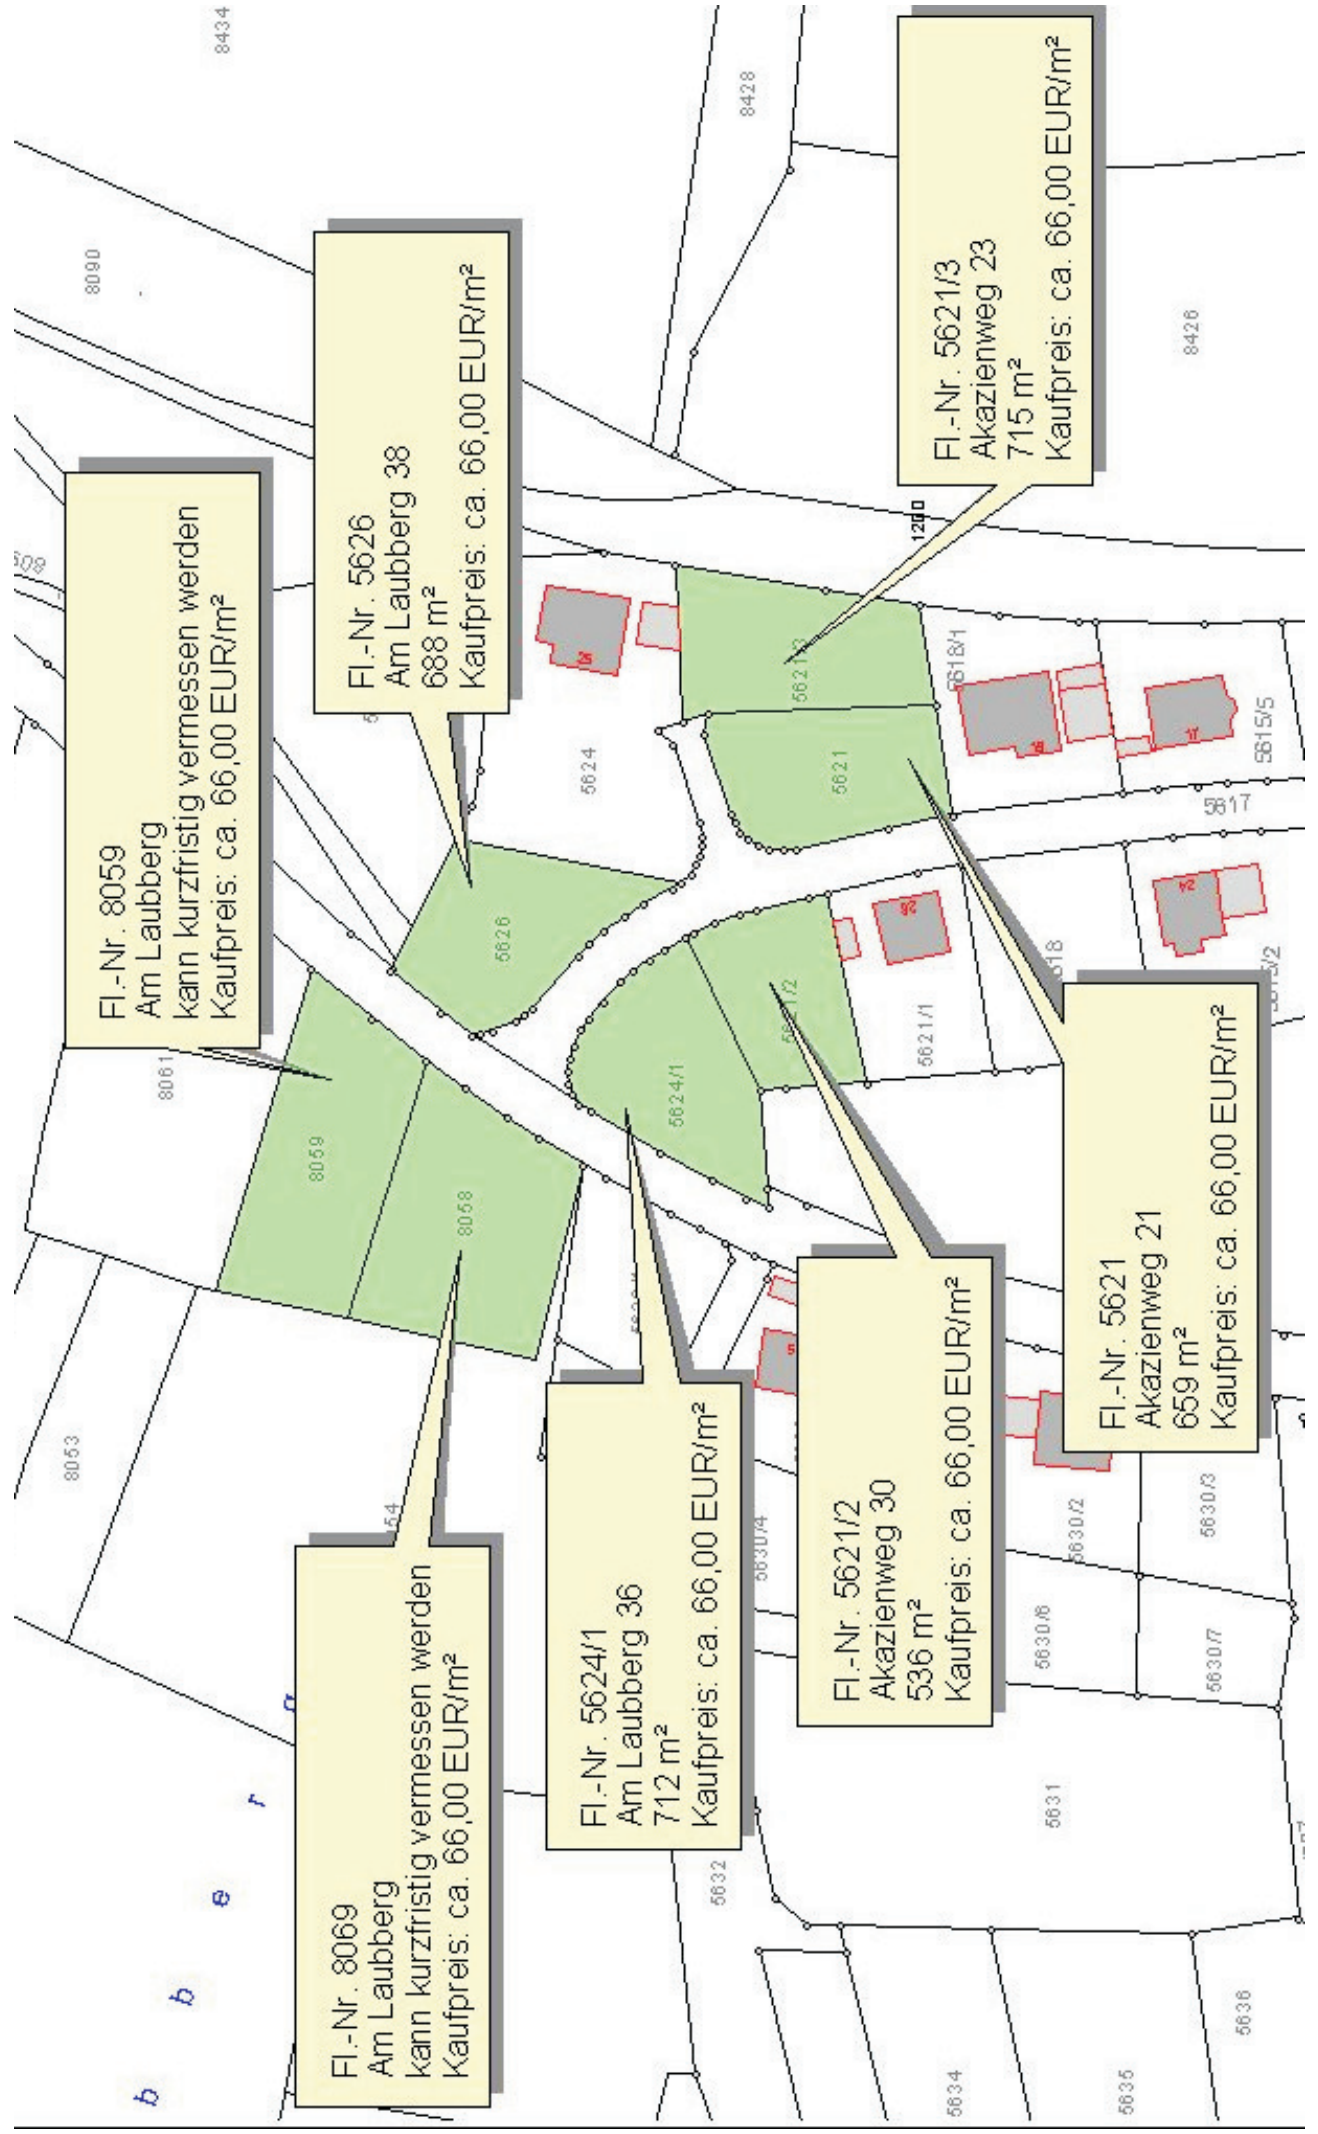 Fl.-Nr. 8059
Am Laubberg
kann kurzfristig vermessen werden
Kaufpreis: ca. 66,00 EUR/m²
Fl.-Nr. 5626
Am Laubberg 38
688 m²
Kaufpreis: ca. 66,00 EUR/m²
Fl.-Nr. 5621/3
Akazienweg 23
715 m²
Kaufpreis: ca. 66,00 EUR/m²
Fl.-Nr. 8069
Am Laubberg
kann kurzfristig vermessen werden
Kaufpreis: ca. 66,00 EUR/m²
Fl.-Nr. 5624/1
Am Laubberg 36
712 m²
Kaufpreis: ca. 66,00 EUR/m²
Fl.-Nr. 5621/2
Akazienweg 30
536 m²
Kaufpreis: ca. 66,00 EUR/m²
Fl.-Nr. 5621
Akazienweg 21
659 m²
Kaufpreis: ca. 66,00 EUR/m²
b b e r g
8434
8090
8428
8426
8061
8053
8059
8058
54
5626
5624
5624/1
5621/3
5621
5621/1
1200
5618/1
5615/5
5617
28
24
5630/4
5630/2
5630/3
5630/6
5630/7
5631
5632
5634
5635
5636